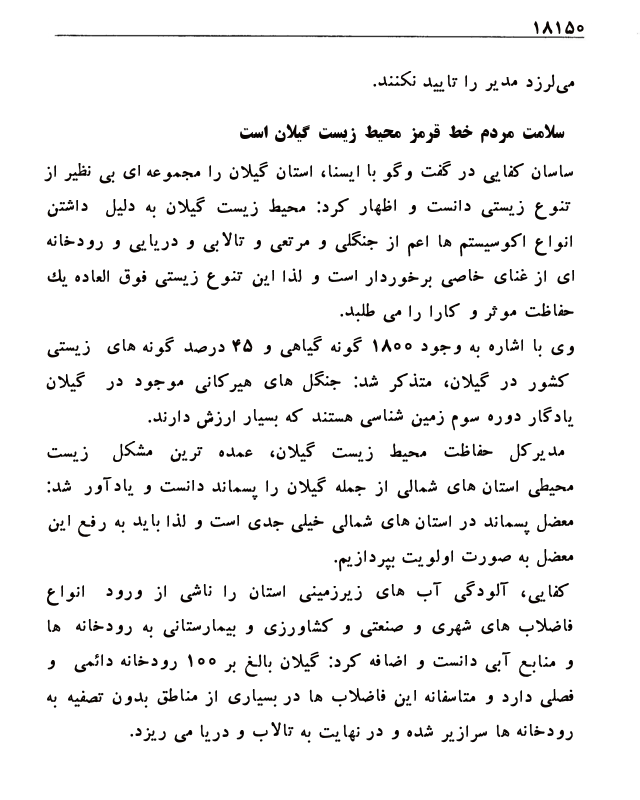 ۱۸۱۵۰
می‌لرزد مدیر را تایید نکنند.
سلامت مردم خط قرمز محیط زیست گیلان است
ساسان کفایی در گفت وگو با ایسنا، استان گیلان را مجموعه ای بی نظیر از
تنوع زیستی دانست و اظهار کرد: محیط زیست گیلان به دلیل داشتن
انواع اکوسیستم ها اعم از جنگلی و مرتعی و تالابی و دریایی و رودخانه
ای از غنای خاصی برخوردار است و لذا این تنوع زیستی فوق العاده یك
حفاظت موثر و کارا را می طلبد.
وی با اشاره به وجود ۱۸۰۰ گونه گیاهی و ۴۵ درصد گونه های زیستی
کشور در گیلان، متذکر شد: جنگل های هیرکانی موجود در گیلان
یادگار دوره سوم زمین شناسی هستند که بسیار ارزش دارند.
مدیرکل حفاظت محیط زیست گیلان، عمده ترین مشکل زیست
محیطی استان های شمالی از جمله گیلان را پسماند دانست و یادآور شد:
معضل پسماند در استان های شمالی خیلی جدی است و لذا باید به رفع این
معضل به صورت اولویت بپردازیم.
کفایی، آلودگی آب های زیرزمینی استان را ناشی از ورود انواع
فاضلاب های شهری و صنعتی و کشاورزی و بیمارستانی به رودخانه ها
و منابع آبی دانست و اضافه کرد: گیلان بالغ بر ۱۰۰ رودخانه دائمی و
فصلی دارد و متاسفانه این فاضلاب ها در بسیاری از مناطق بدون تصفیه به
رودخانه ها سرازیر شده و در نهایت به تالاب و دریا می ریزد.